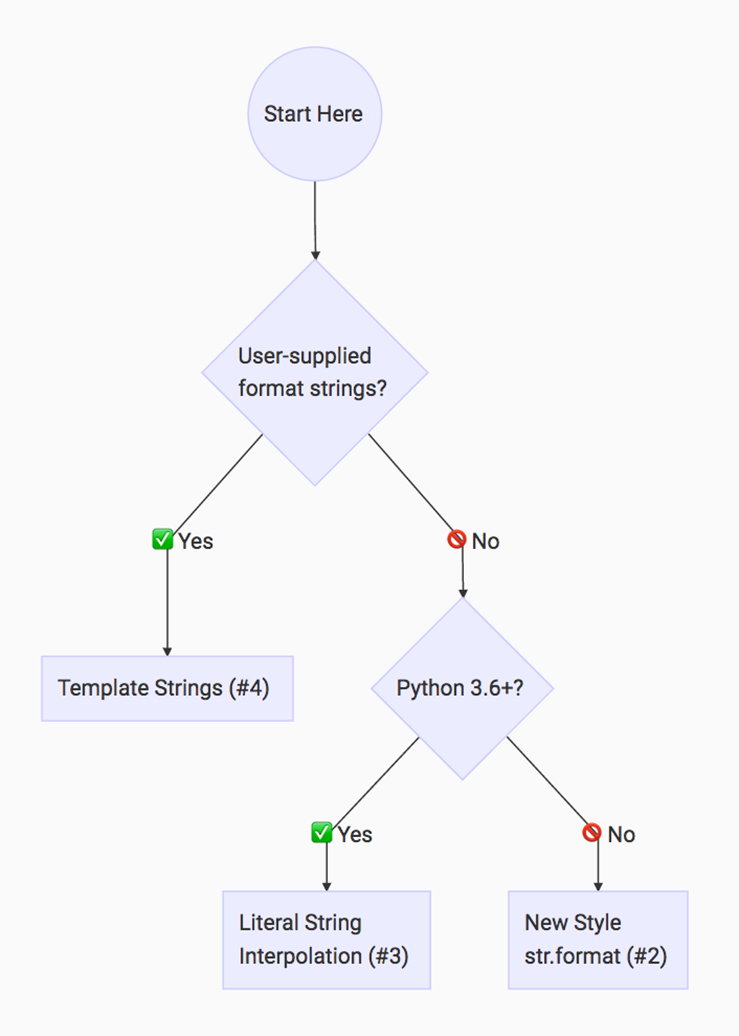 Start Here
User-supplied
format strings?
✅ Yes
🚫 No
Template Strings (#4)
Python 3.6+?
✅ Yes
🚫 No
Literal String
Interpolation (#3)
New Style
str.format (#2)